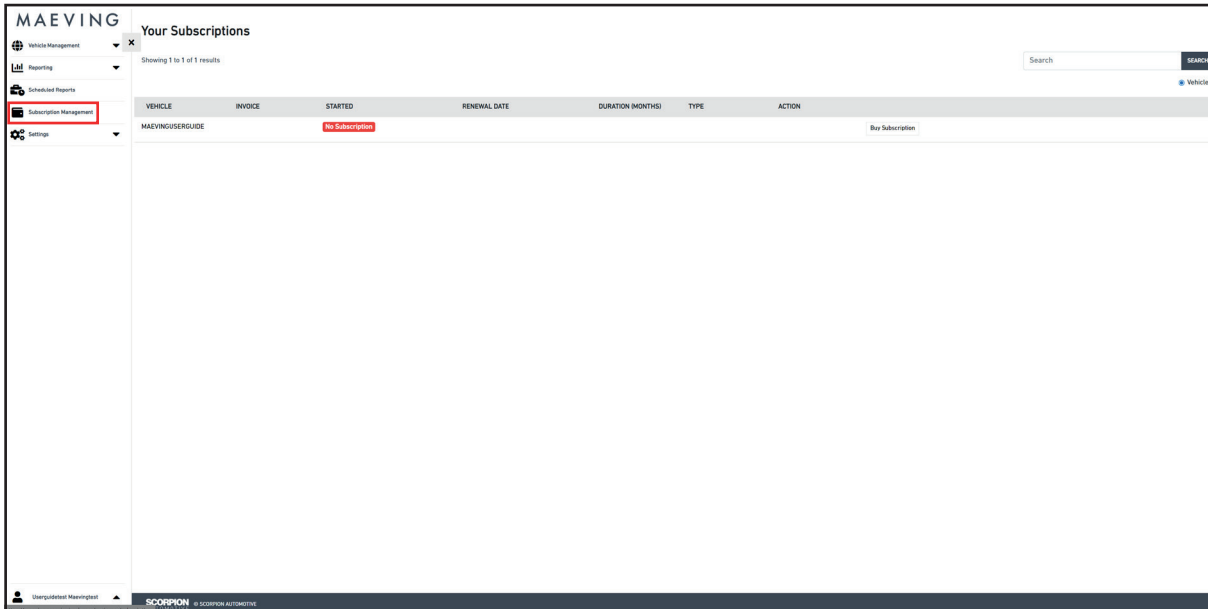 MAEVING
Vehicle Management
Reporting
Scheduled Reports
Subscription Management
Settings
Userguidetest Maevingtest
Your Subscriptions
Showing 1 to 1 of 1 results
Search
SEARCH
Vehicle
VEHICLE INVOICE STARTED RENEWAL DATE DURATION (MONTHS) TYPE ACTION
MAEVINGUSERGUIDE No Subscription Buy Subscription
SCORPION © SCORPION AUTOMOTIVE